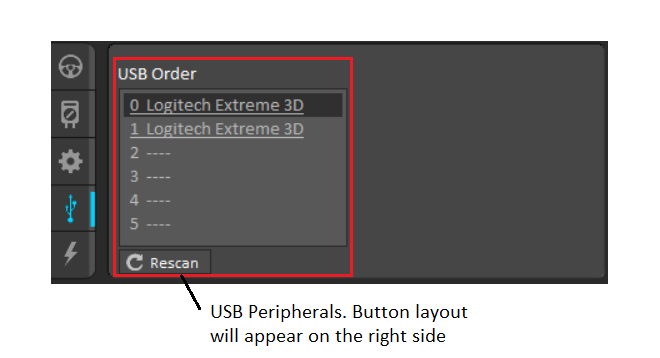 USB Order
0 Logitech Extreme 3D
1 Logitech Extreme 3D
2 ----
3 ----
4 ----
5 ----
Rescan
USB Peripherals. Button layout
will appear on the right side